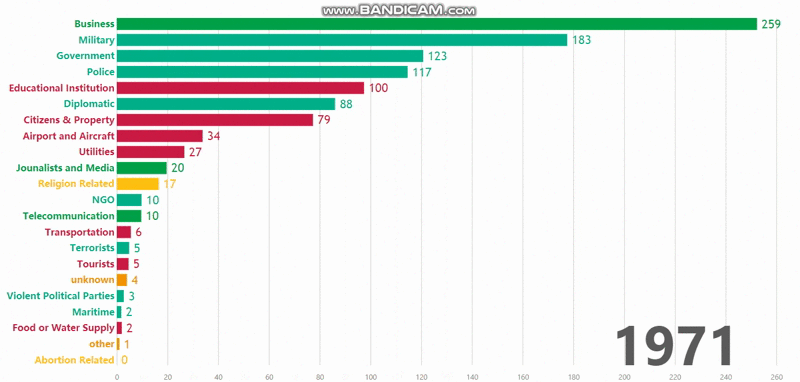 www.BANDICAM.com
Business 259
Military 183
Government 123
Police 117
Educational Institution 100
Diplomatic 88
Citizens & Property 79
Airport and Aircraft 34
Utilities 27
Jounalists and Media 20
Religion Related 17
NGO 10
Telecommunication 10
Transportation 6
Terrorists 5
Tourists 5
unknown 4
Violent Political Parties 3
Maritime 2
Food or Water Supply 2
other 1
Abortion Related 0
1971
0 20 40 60 80 100 120 140 160 180 200 220 240 260